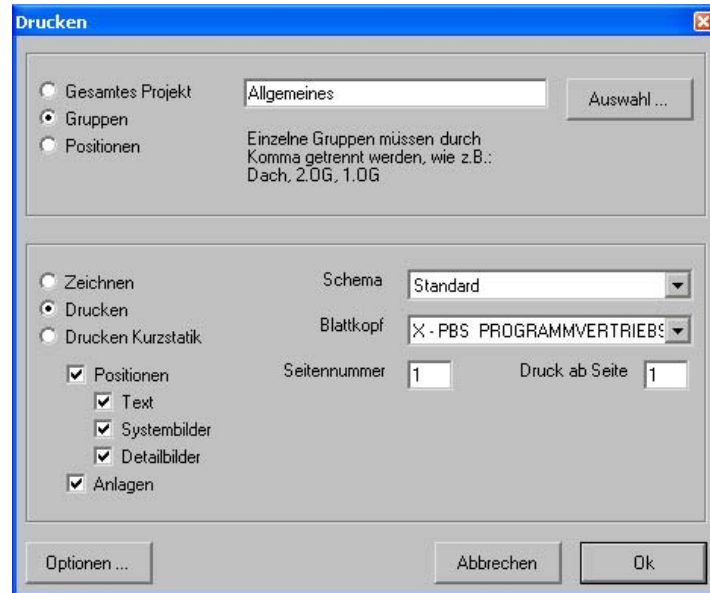 Drucken
Gesamtes Projekt
Gruppen
Positionen
Allgemeines
Auswahl ...
Einzelne Gruppen müssen durch
Komma getrennt werden, wie z.B.:
Dach, 2.OG, 1.OG
Zeichnen
Drucken
Drucken Kurzstatik
Positionen
Text
Systembilder
Detailbilder
Anlagen
Schema
Standard
Blattkopf
X - PBS PROGRAMMVERTRIEBS
Seitennummer
1
Druck ab Seite
1
Optionen ...
Abbrechen
Ok